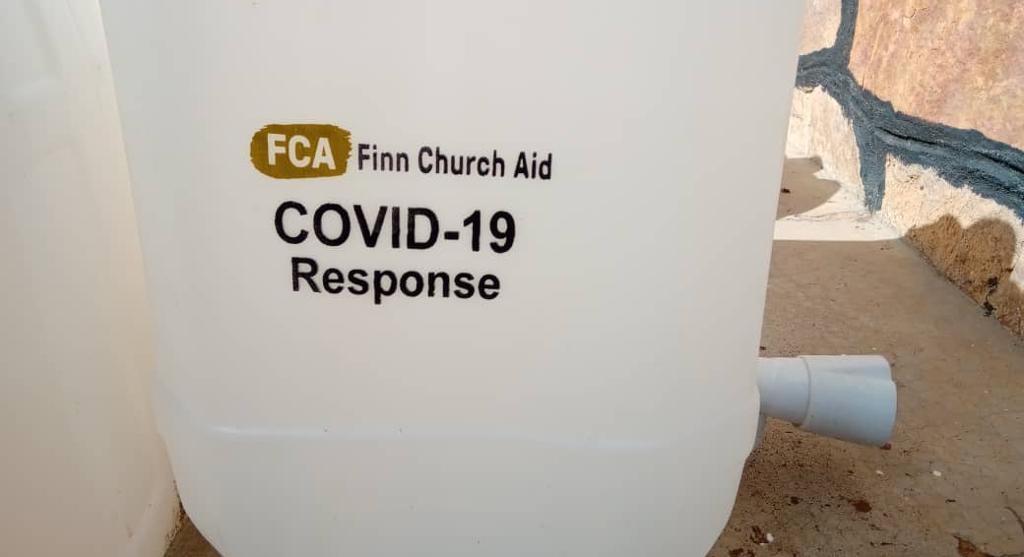 FCA Finn Church Aid
COVID-19
Response